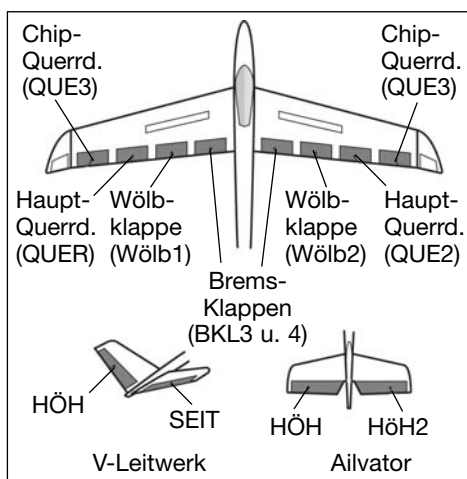 Chip-
Querrd.
(QUE3)
Chip-
Querrd.
(QUE3)
Haupt-
Querrd.
(QUER)
Wölb-
klappe
(Wölb1)
Wölb-
klappe
(Wölb2)
Haupt-
Querrd.
(QUE2)
Brems-
Klappen
(BKL3 u. 4)
HÖH
SEIT
HÖH
HöH2
V-Leitwerk
Ailvator